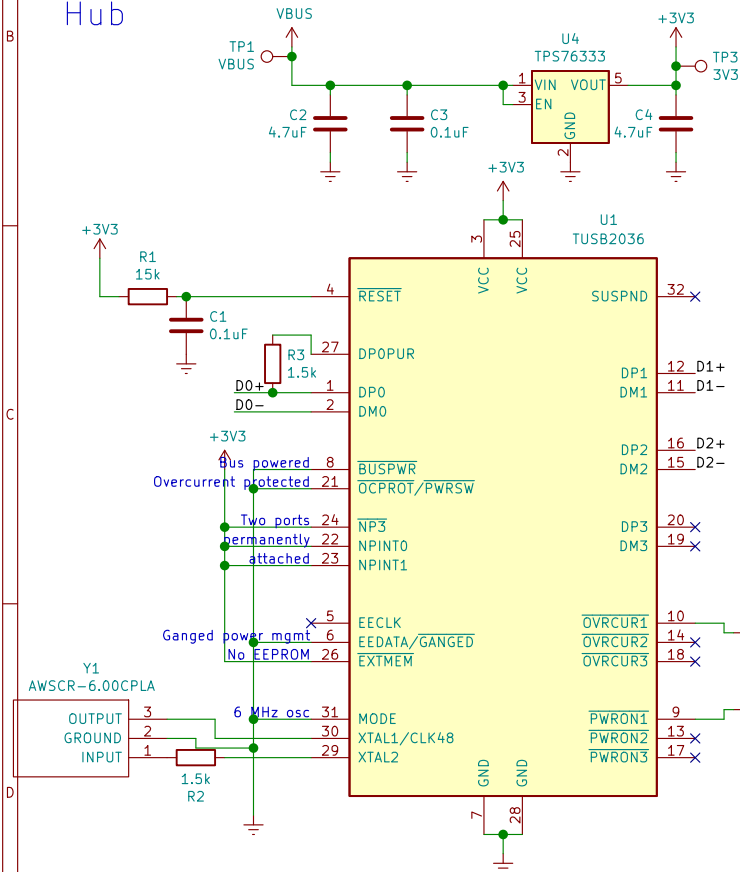 Hub
B
VBUS
TP1
VBUS
U4
TPS76333
+3V3
TP3
3V3
1 VIN VOUT 5
3 EN
GND
2
C2
4.7uF
C3
0.1uF
C4
4.7uF
+3V3
U1
TUSB2036
3
25
VCC
VCC
+3V3
R1
15k
4 RESET
SUSPND 32
C1
0.1uF
27 DP0PUR
R3
1.5k
DP1 12 D1+
DM1 11 D1-
D0+ 1 DP0
D0- 2 DM0
C
+3V3
DP2 16 D2+
DM2 15 D2-
Bus powered 8 BUSPWR
Overcurrent protected 21 OCPROT/PWRSW
Two ports 24 NP3
permanently 22 NPINT0
attached 23 NPINT1
DP3 20
DM3 19
5 EECLK
Ganged power mgmt 6 EEDATA/GANGED
No EEPROM 26 EXTMEM
OVRCUR1 10
OVRCUR2 14
OVRCUR3 18
Y1
AWSCR-6.00CPLA
OUTPUT 3
GROUND 2
INPUT 1
1.5k
R2
6 MHz osc 31 MODE
30 XTAL1/CLK48
29 XTAL2
PWRON1 9
PWRON2 13
PWRON3 17
D
GND
GND
7
28